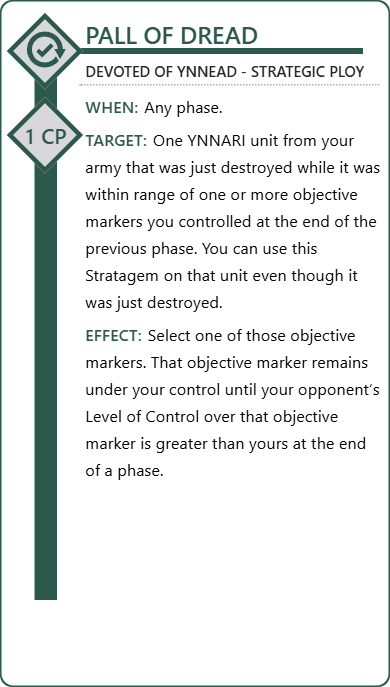 PALL OF DREAD
DEVOTED OF YNNEAD - STRATEGIC PLOY
WHEN: Any phase.
1 CP
TARGET: One YNNARI unit from your
army that was just destroyed while it was
within range of one or more objective
markers you controlled at the end of the
previous phase. You can use this
Stratagem on that unit even though it
was just destroyed.
EFFECT: Select one of those objective
markers. That objective marker remains
under your control until your opponent‘s
Level of Control over that objective
marker is greater than yours at the end
of a phase.